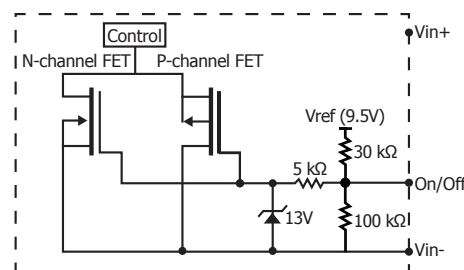 Control
Vin+
N-channel FET
P-channel FET
Vref (9.5V)
30 kΩ
5 kΩ
On/Off
13V
100 kΩ
Vin-